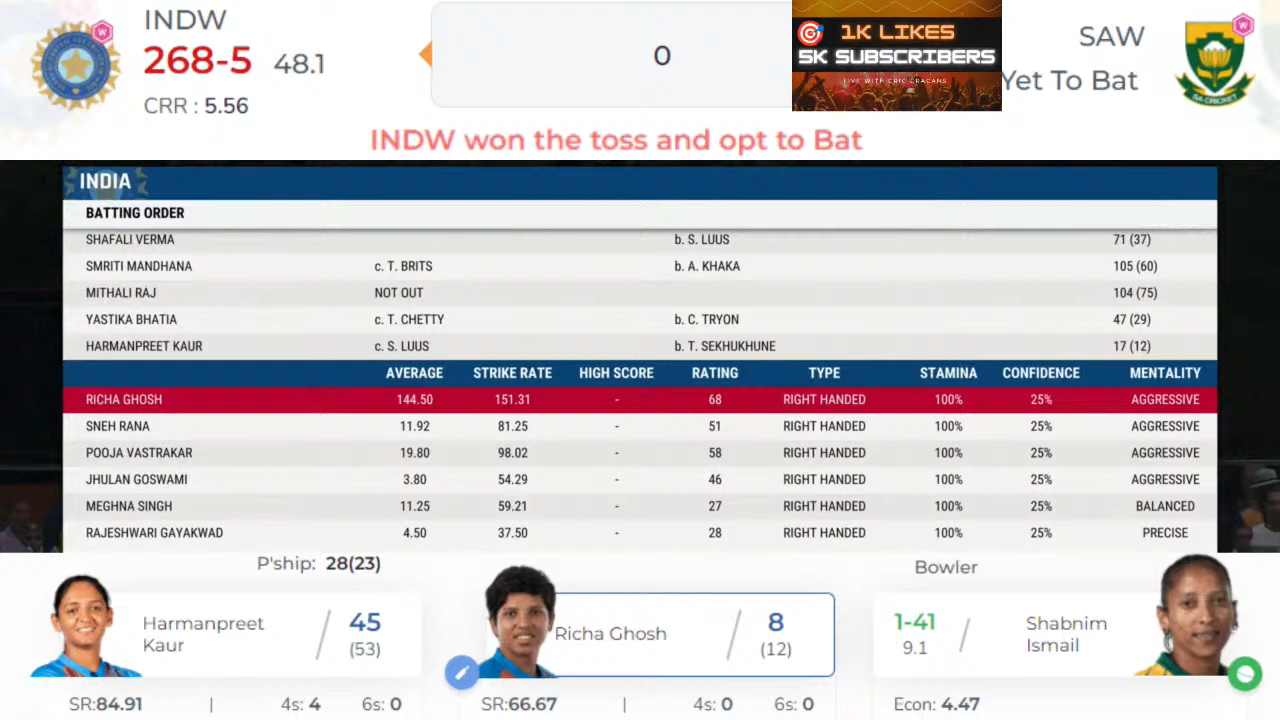 INDW
268-5 48.1
CRR : 5.56
0
1K LIKES
5K SUBSCRIBERS
LIVE WITH CRIC CRACANS
SAW
Yet To Bat
SA CRICKET
W
W
INDW won the toss and opt to Bat
INDIA
BATTING ORDER
SHAFALI VERMA b. S. LUUS 71 (37)
SMRITI MANDHANA c. T. BRITS b. A. KHAKA 105 (60)
MITHALI RAJ NOT OUT 104 (75)
YASTIKA BHATIA c. T. CHETTY b. C. TRYON 47 (29)
HARMANPREET KAUR c. S. LUUS b. T. SEKHUKHUNE 17 (12)
AVERAGE STRIKE RATE HIGH SCORE RATING TYPE STAMINA CONFIDENCE MENTALITY
RICHA GHOSH 144.50 151.31 - 68 RIGHT HANDED 100% 25% AGGRESSIVE
SNEH RANA 11.92 81.25 - 51 RIGHT HANDED 100% 25% AGGRESSIVE
POOJA VASTRAKAR 19.80 98.02 - 58 RIGHT HANDED 100% 25% AGGRESSIVE
JHULAN GOSWAMI 3.80 54.29 - 46 RIGHT HANDED 100% 25% AGGRESSIVE
MEGHNA SINGH 11.25 59.21 - 27 RIGHT HANDED 100% 25% BALANCED
RAJESHWARI GAYAKWAD 4.50 37.50 - 28 RIGHT HANDED 100% 25% PRECISE
P'ship: 28(23)
Bowler
Harmanpreet
Kaur
45
(53)
SR:84.91 | 4s: 4 6s: 0
Richa Ghosh
8
(12)
SR:66.67 | 4s: 0 6s: 0
1-41
9.1
Shabnim
Ismail
Econ: 4.47